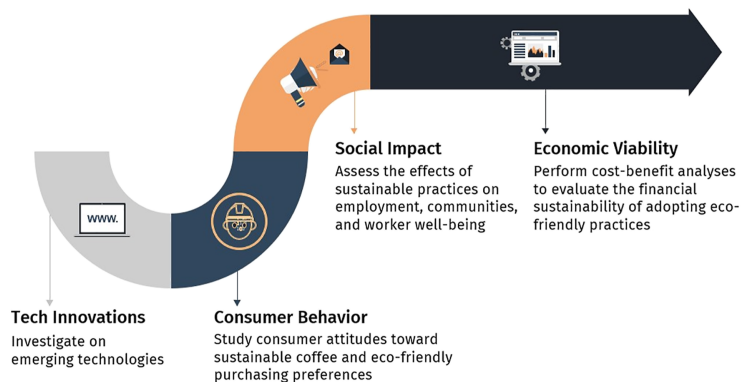 www.
Social Impact
Assess the effects of
sustainable practices on
employment, communities,
and worker well-being
Economic Viability
Perform cost-benefit analyses
to evaluate the financial
sustainability of adopting eco-
friendly practices
Tech Innovations
Investigate on
emerging technologies
Consumer Behavior
Study consumer attitudes toward
sustainable coffee and eco-friendly
purchasing preferences